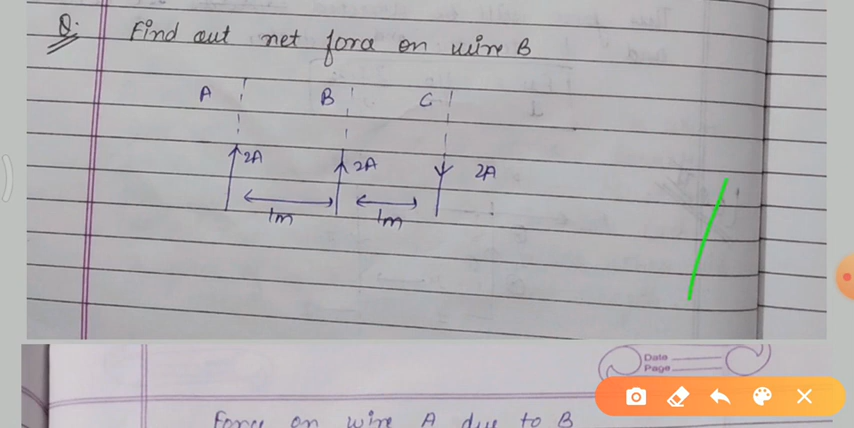 Q. Find out net force on wire B
A B C
2A 2A 2A
1m 1m
Date
Page
Force on wire A due to B